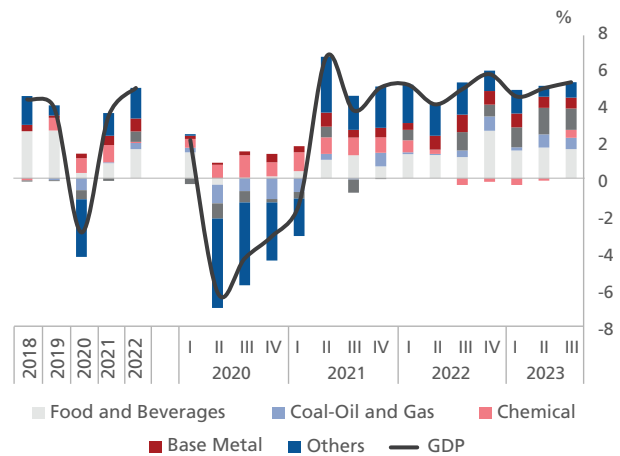 %
8
6
4
2
0
-2
-4
-6
-8
2018 2019 2020 2021 2022 I II III IV I II III IV I II III IV I II III
2020 2021 2022 2023
Food and Beverages Coal-Oil and Gas Chemical
Base Metal Others GDP